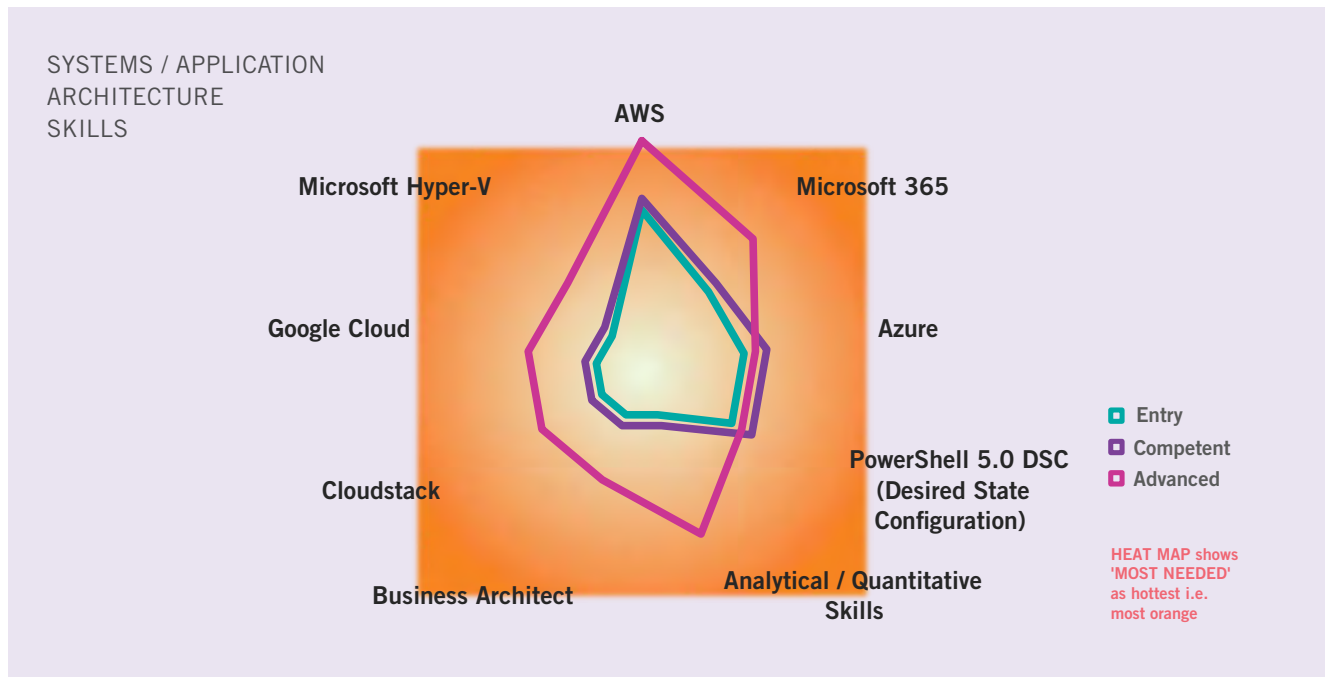 SYSTEMS / APPLICATION
ARCHITECTURE
SKILLS
AWS
Microsoft Hyper-V
Microsoft 365
Google Cloud
Azure
Entry
Competent
Advanced
PowerShell 5.0 DSC
(Desired State
Configuration)
Cloudstack
Business Architect
Analytical / Quantitative
Skills
HEAT MAP shows
'MOST NEEDED'
as hottest i.e.
most orange